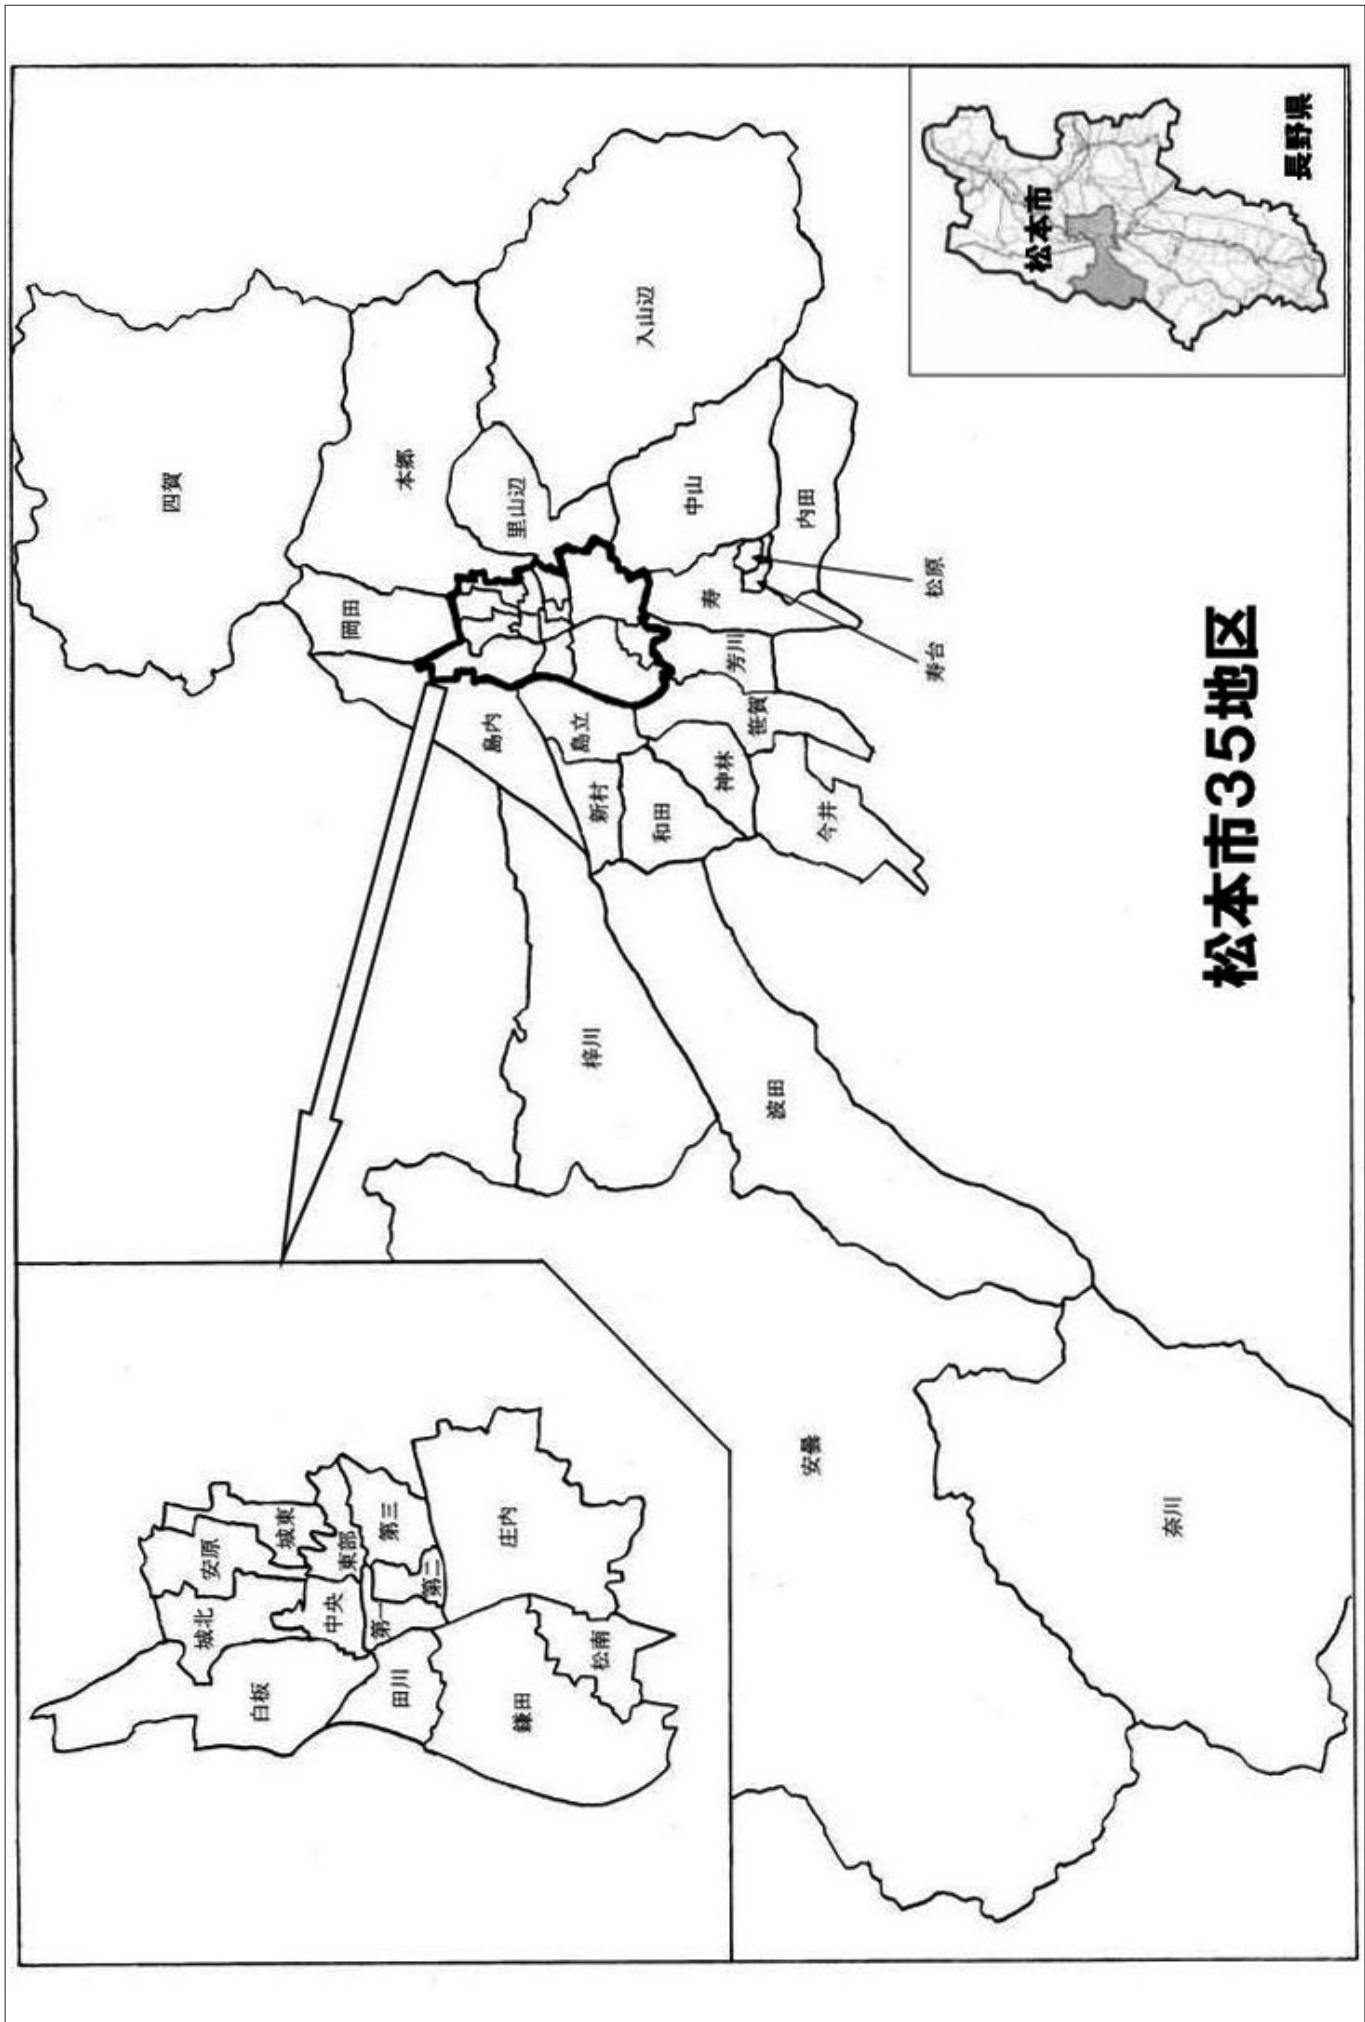 松本市35地区
長野県
松本市
四賀
本郷
入山辺
里山辺
岡田
中山
内田
松原
寿台
寿
芳川
笹賀
島内
島立
新村
和田
神林
今井
梓川
波田
安曇
奈川
安原
城東
東部
第三
城北
中央
第一
第二
庄内
白板
田川
鎌田
松南